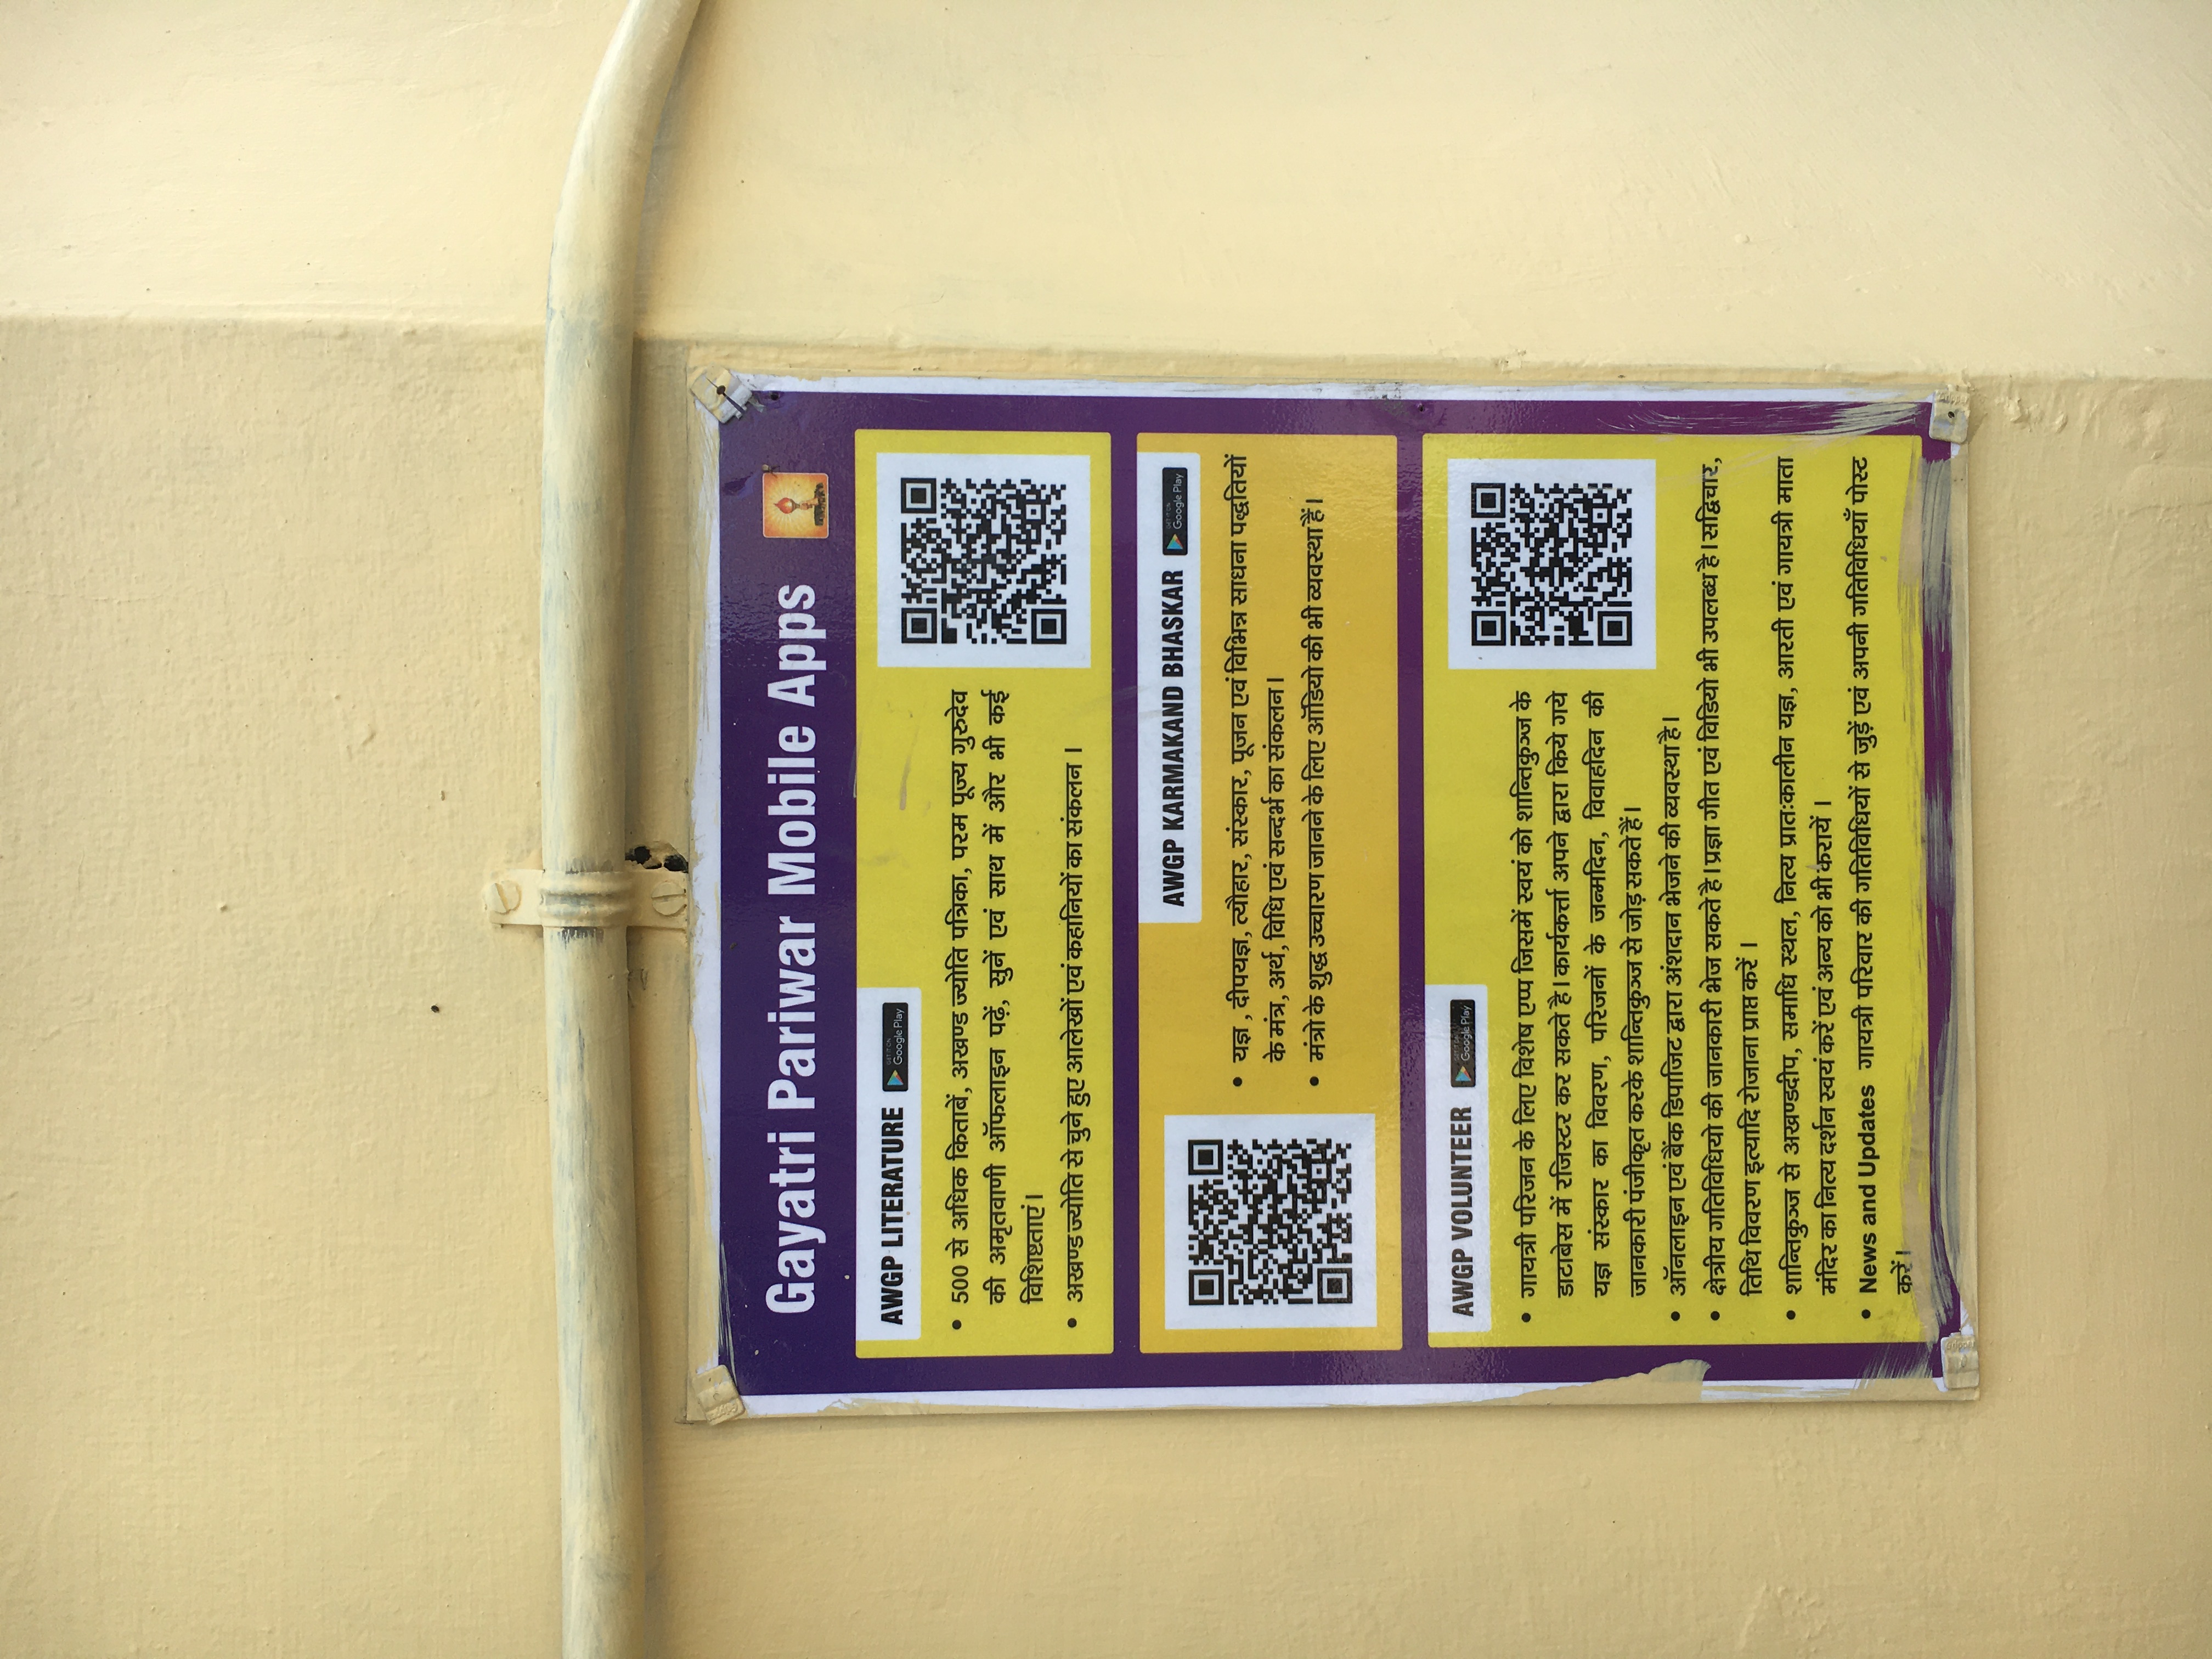 Gayatri Pariwar Mobile Apps
AWGP LITERATURE
GET IT ON
Google Play
• 500 से अधिक किताबें, अखण्ड ज्योति पत्रिका, परम पूज्य गुरुदेव
की अमृतवाणी ऑफलाइन पढ़ें, सुनें एवं साथ में और भी कई
विशिष्टताएं।
• अखण्ड ज्योति से चुने हुए आलेखों एवं कहानियों का संकलन ।
AWGP KARMAKAND BHASKAR
GET IT ON
Google Play
• यज्ञ , दीपयज्ञ, त्यौहार, संस्कार, पूजन एवं विभिन्न साधना पद्धतियों
के मंत्र, अर्थ, विधि एवं सन्दर्भ का संकलन।
• मंत्रो के शुद्ध उच्चारण जानने के लिए ऑडियो की भी व्यवस्था हैं।
AWGP VOLUNTEER
GET IT ON
Google Play
• गायत्री परिजन के लिए विशेष एप्प जिसमें स्वयं को शान्तिकुञ्ज के
डाटाबेस में रजिस्टर कर सकते है। कार्यकर्त्ता अपने द्वारा किये गये
यज्ञ संस्कार का विवरण, परिजनों के जन्मदिन, विवाहदिन की
जानकारी पंजीकृत करके शान्तिकुञ्ज से जोड़ सकते हैं।
• ऑनलाइन एवं बैंक डिपाजिट द्वारा अंशदान भेजने की व्यवस्था है।
• क्षेत्रीय गतिविधियो की जानकारी भेज सकते है। प्रज्ञा गीत एवं विडियो भी उपलब्ध है। सद्विचार,
तिथि विवरण इत्यादि रोजाना प्राप्त करें ।
• शान्तिकुञ्ज से अखण्डदीप, समाधि स्थल, नित्य प्रातःकालीन यज्ञ, आरती एवं गायत्री माता
मंदिर का नित्य दर्शन स्वयं करें एवं अन्य को भी करायें ।
• News and Updates गायत्री परिवार की गतिविधियों से जुड़ें एवं अपनी गतिविधियाँ पोस्ट
करें।